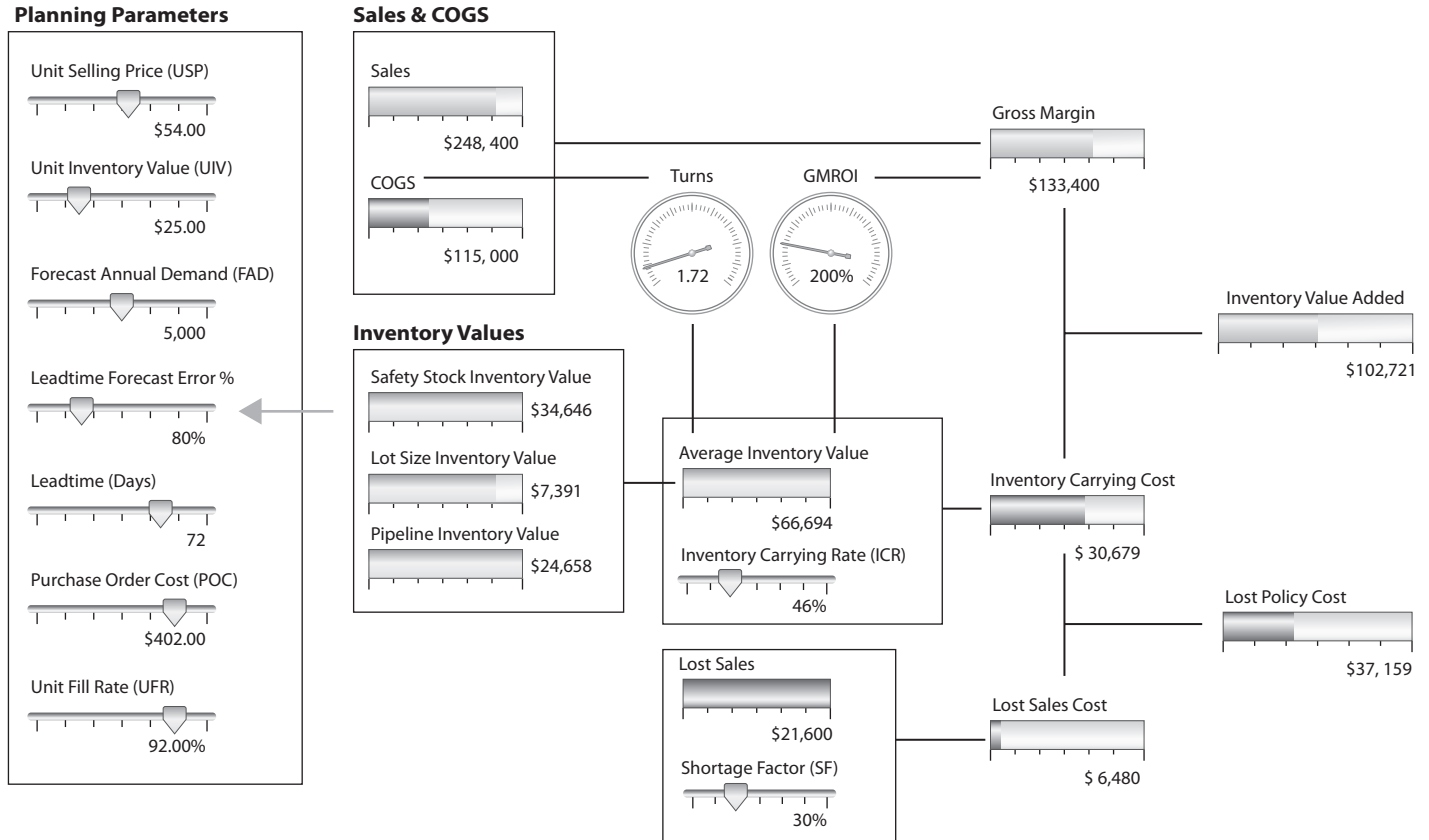 Planning Parameters
Unit Selling Price (USP)
$54.00
Unit Inventory Value (UIV)
$25.00
Forecast Annual Demand (FAD)
5,000
Leadtime Forecast Error %
80%
Leadtime (Days)
72
Purchase Order Cost (POC)
$402.00
Unit Fill Rate (UFR)
92.00%
Sales & COGS
Sales
$248, 400
COGS
$115, 000
Inventory Values
Safety Stock Inventory Value
$34,646
Lot Size Inventory Value
$7,391
Pipeline Inventory Value
$24,658
Turns
1.72
GMROI
200%
Average Inventory Value
$66,694
Inventory Carrying Rate (ICR)
46%
Lost Sales
$21,600
Shortage Factor (SF)
30%
Gross Margin
$133,400
Inventory Carrying Cost
$ 30,679
Lost Sales Cost
$ 6,480
Inventory Value Added
$102,721
Lost Policy Cost
$37, 159